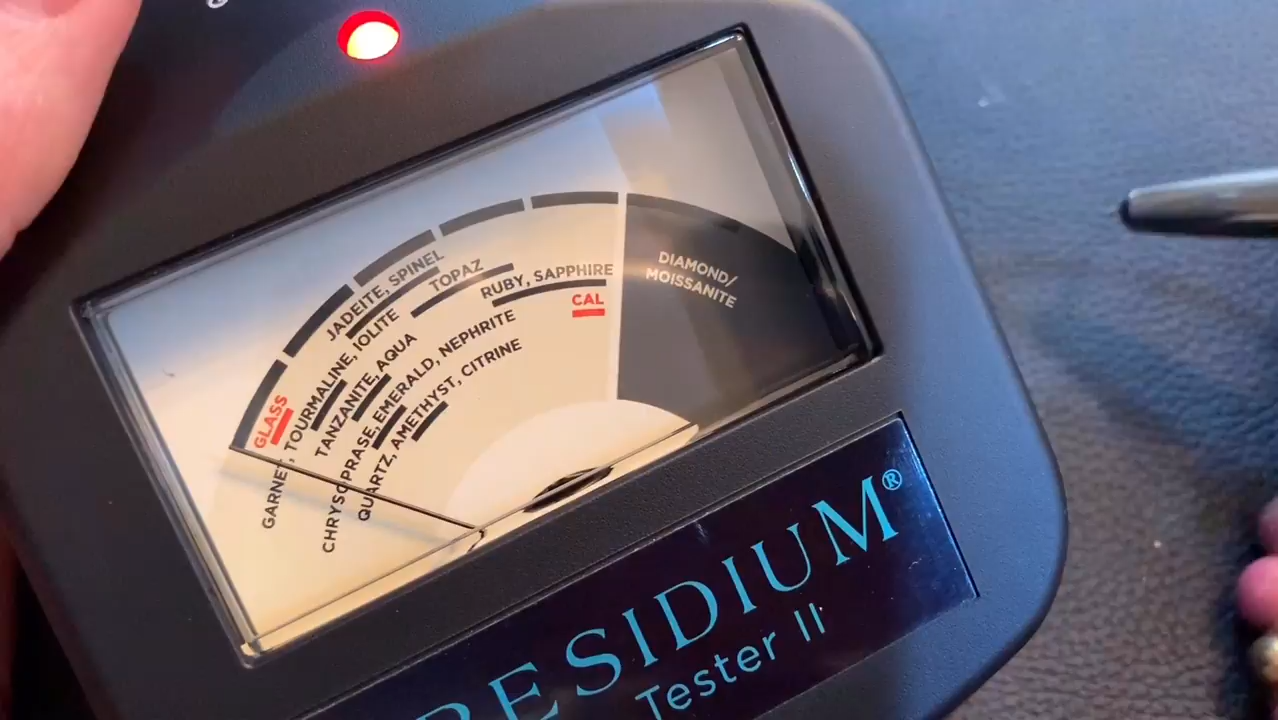 JADEITE, SPINEL
TOPAZ
RUBY, SAPPHIRE
CAL
DIAMOND/
MOISSANITE
GLASS
GARNET, TOURMALINE, IOLITE
TANZANITE, AQUA
CHRYSOPRASE, EMERALD, NEPHRITE
QUARTZ, AMETHYST, CITRINE
RESIDIUM®
Tester II